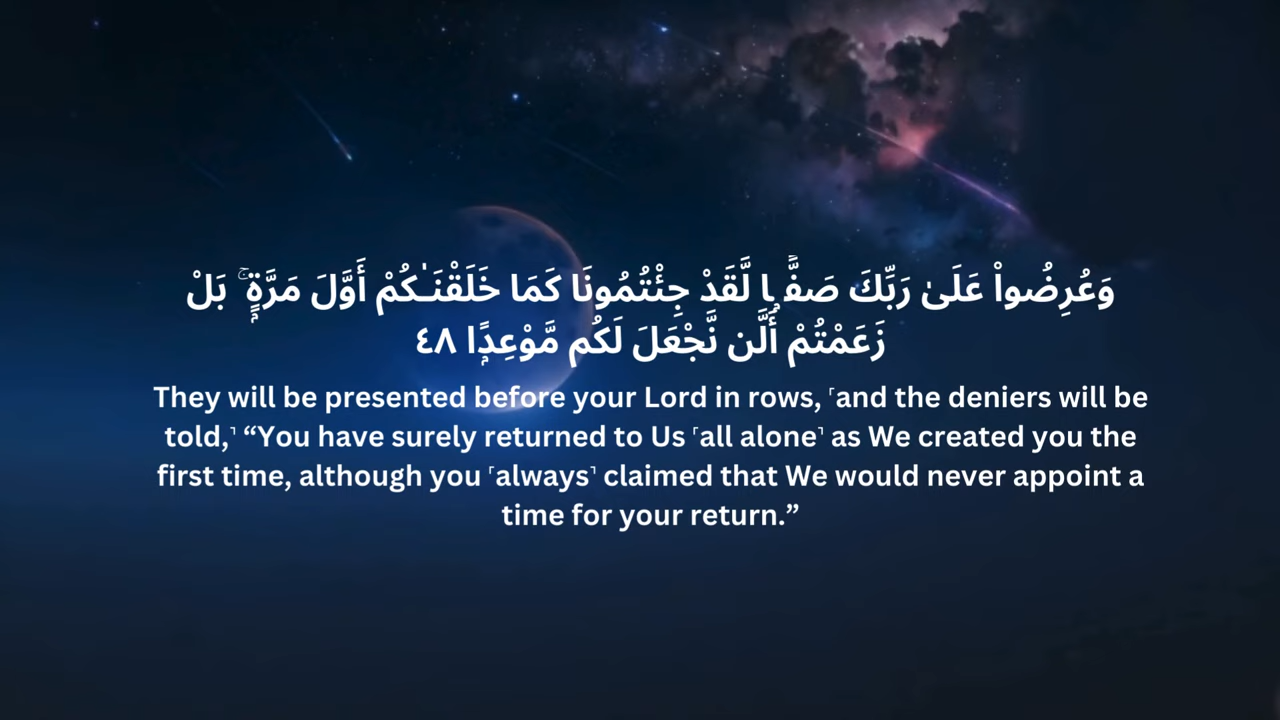 وَعُرِضُواْ عَلَىٰ رَبِّكَ صَفًّۭا لَّقَدْ جِئْتُمُونَا كَمَا خَلَقْنَـٰكُمْ أَوَّلَ مَرَّةٍۭ ۚ بَلْ
زَعَمْتُمْ أَلَّن نَّجْعَلَ لَكُم مَّوْعِدًۭا ٤٨
They will be presented before your Lord in rows, ˹and the deniers will be
told,˺ “You have surely returned to Us ˹all alone˺ as We created you the
first time, although you ˹always˺ claimed that We would never appoint a
time for your return.”